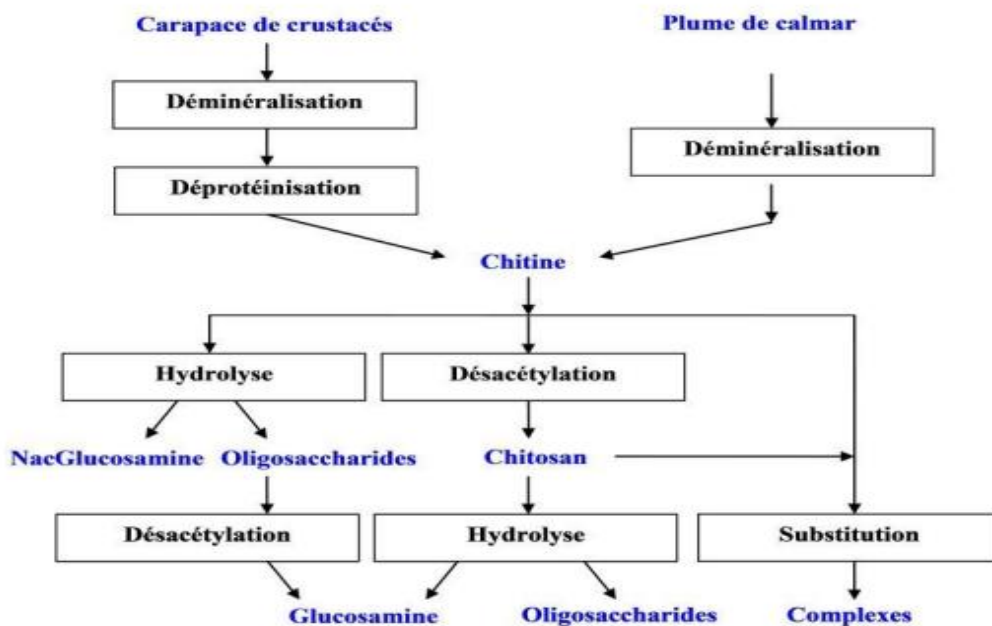 Carapace de crustacés
Plume de calmar
Déminéralisation
Déminéralisation
Déprotéinisation
Chitine
Hydrolyse
Désacétylation
NacGlucosamine
Oligosaccharides
Chitosan
Désacétylation
Hydrolyse
Substitution
Glucosamine
Oligosaccharides
Complexes